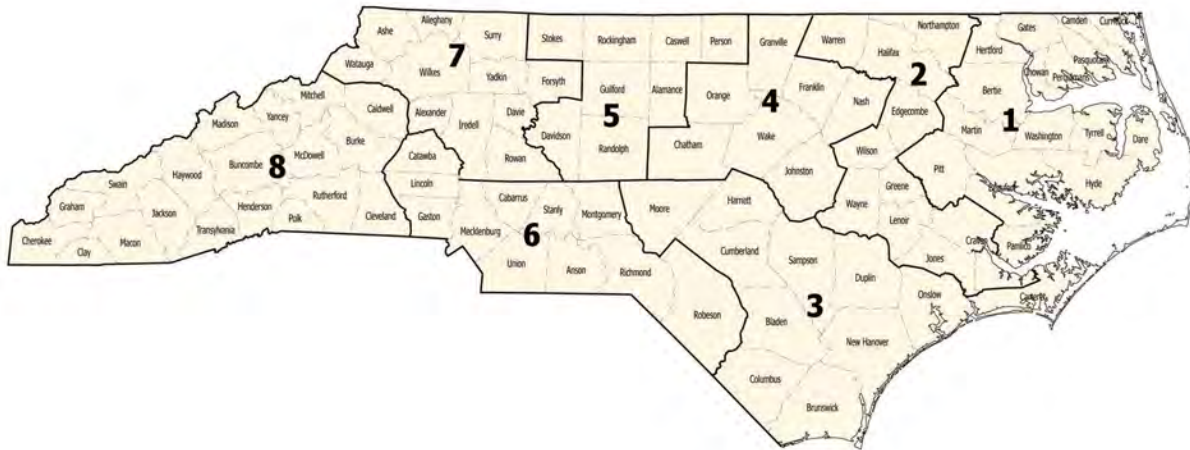 Alleghany
Ashe
Surry
Watauga
Wilkes
Yadkin
7
Forsyth
Alexander
Iredell
Davie
Rowan
Stokes
Rockingham
Caswell
Person
Guilford
Alamance
5
Davidson
Randolph
Granville
Orange
4
Franklin
Nash
Wake
Chatham
Johnston
Warren
Northampton
Halifax
2
Edgecombe
Wilson
Greene
Wayne
Lenoir
Craven
Jones
Gates
Camden
Currituck
Hertford
Pasquotank
Chowan
Perquimans
Bertie
1
Martin
Washington
Tyrrell
Dare
Pitt
Hyde
Pamlico
Carteret
Mitchell
Caldwell
Madison
Yancey
Burke
Buncombe
McDowell
8
Haywood
Swain
Rutherford
Graham
Henderson
Jackson
Polk
Cleveland
Transylvania
Cherokee
Macon
Clay
Catawba
Lincoln
Gaston
Cabarrus
Stanly
Montgomery
Mecklenburg
6
Union
Anson
Richmond
Robeson
Moore
Harnett
Cumberland
Sampson
Duplin
Onslow
3
Bladen
New Hanover
Columbus
Brunswick